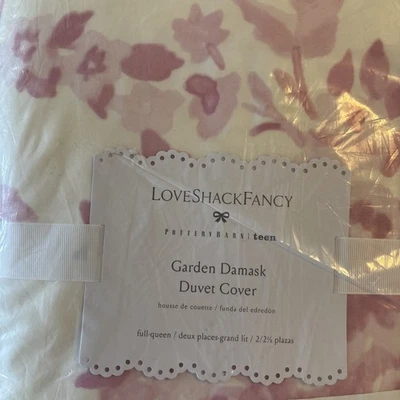 LOVESHACKFANCY
POTTERYBARN teen
Garden Damask
Duvet Cover
housse de couette / funda del edredón
full-queen / deux places-grand lit / 2/2½ plazas